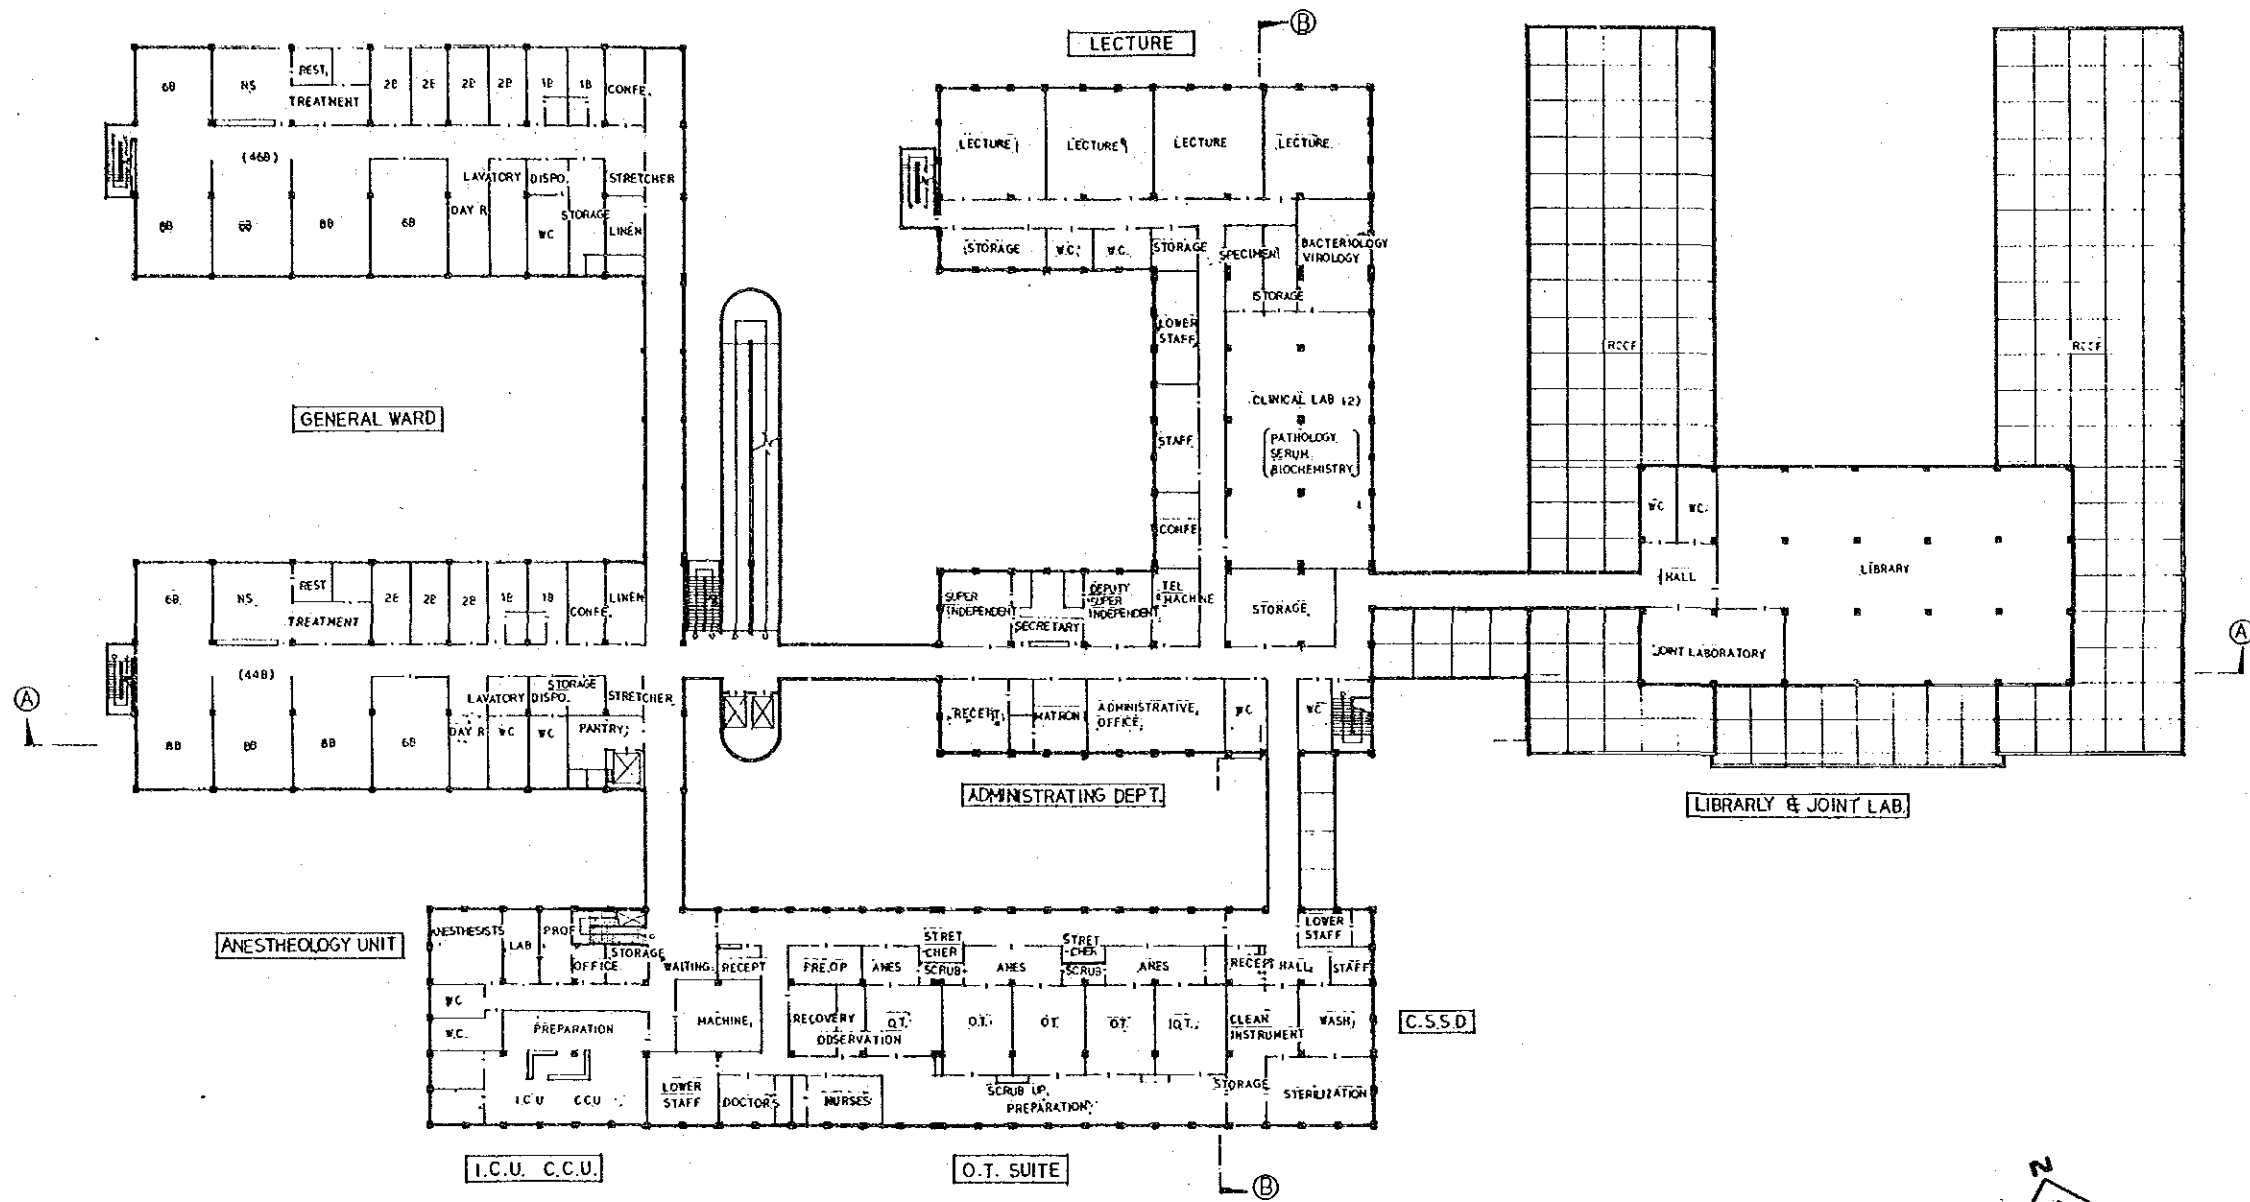 B
LECTURE
6B
NS
REST.
TREATMENT
2B
2B
2B
2B
1B
1B
CONFE.
(46B)
LAVATORY
DISPO.
STRETCHER
8B
8B
8B
6B
DAY R
WC
STORAGE
LINEN
LECTURE
LECTURE
LECTURE
LECTURE
STORAGE
W.C.
W.C.
STORAGE
SPECIMEN
BACTERIOLOGY
VIROLOGY
STORAGE
LOWER
STAFF
ROOF
ROOF
CLINICAL LAB (2)
GENERAL WARD
STAFF
PATHOLOGY
SERUM
BIOCHEMISTRY
CONFE
WC
WC
HALL
LIBRARY
6B
NS.
REST
TREATMENT
2B
2B
2B
1B
1B
CONFE.
LINEN
SUPER
INDEPENDENT
SECRETARY
DEPUTY
SUPER
INDEPENDENT
TEL
MACHINE
STORAGE
JOINT LABORATORY
A
(44B)
LAVATORY
DISPO.
STORAGE
STRETCHER
A
8B
8B
8B
6B
DAY R
WC
WC
PANTRY
RECEPT.
MATRON
ADMINISTRATIVE
OFFICE
WC
WC
ADMINISTRATING DEPT.
LIBRARLY & JOINT LAB.
ANESTHEOLOGY UNIT
ANESTHESISTS
LAB
PROF
OFFICE
STORAGE
WAITING
RECEPT
PRE.OP
ANES
STRET
-CHER
SCRUB
ANES
STRET
-CHER
SCRUB
ANES
RECEPT
HALL
LOWER
STAFF
STAFF
WC
W.C.
PREPARATION
MACHINE
RECOVERY
OBSERVATION
O.T.
O.T.
O.T.
O.T.
O.T.
CLEAN
INSTRUMENT
WASH
C.S.S.D
I.C.U
C.C.U
LOWER
STAFF
DOCTORS
NURSES
SCRUB UP
PREPARATION
STORAGE
STERILIZATION
I.C.U. C.C.U.
O.T. SUITE
B
N